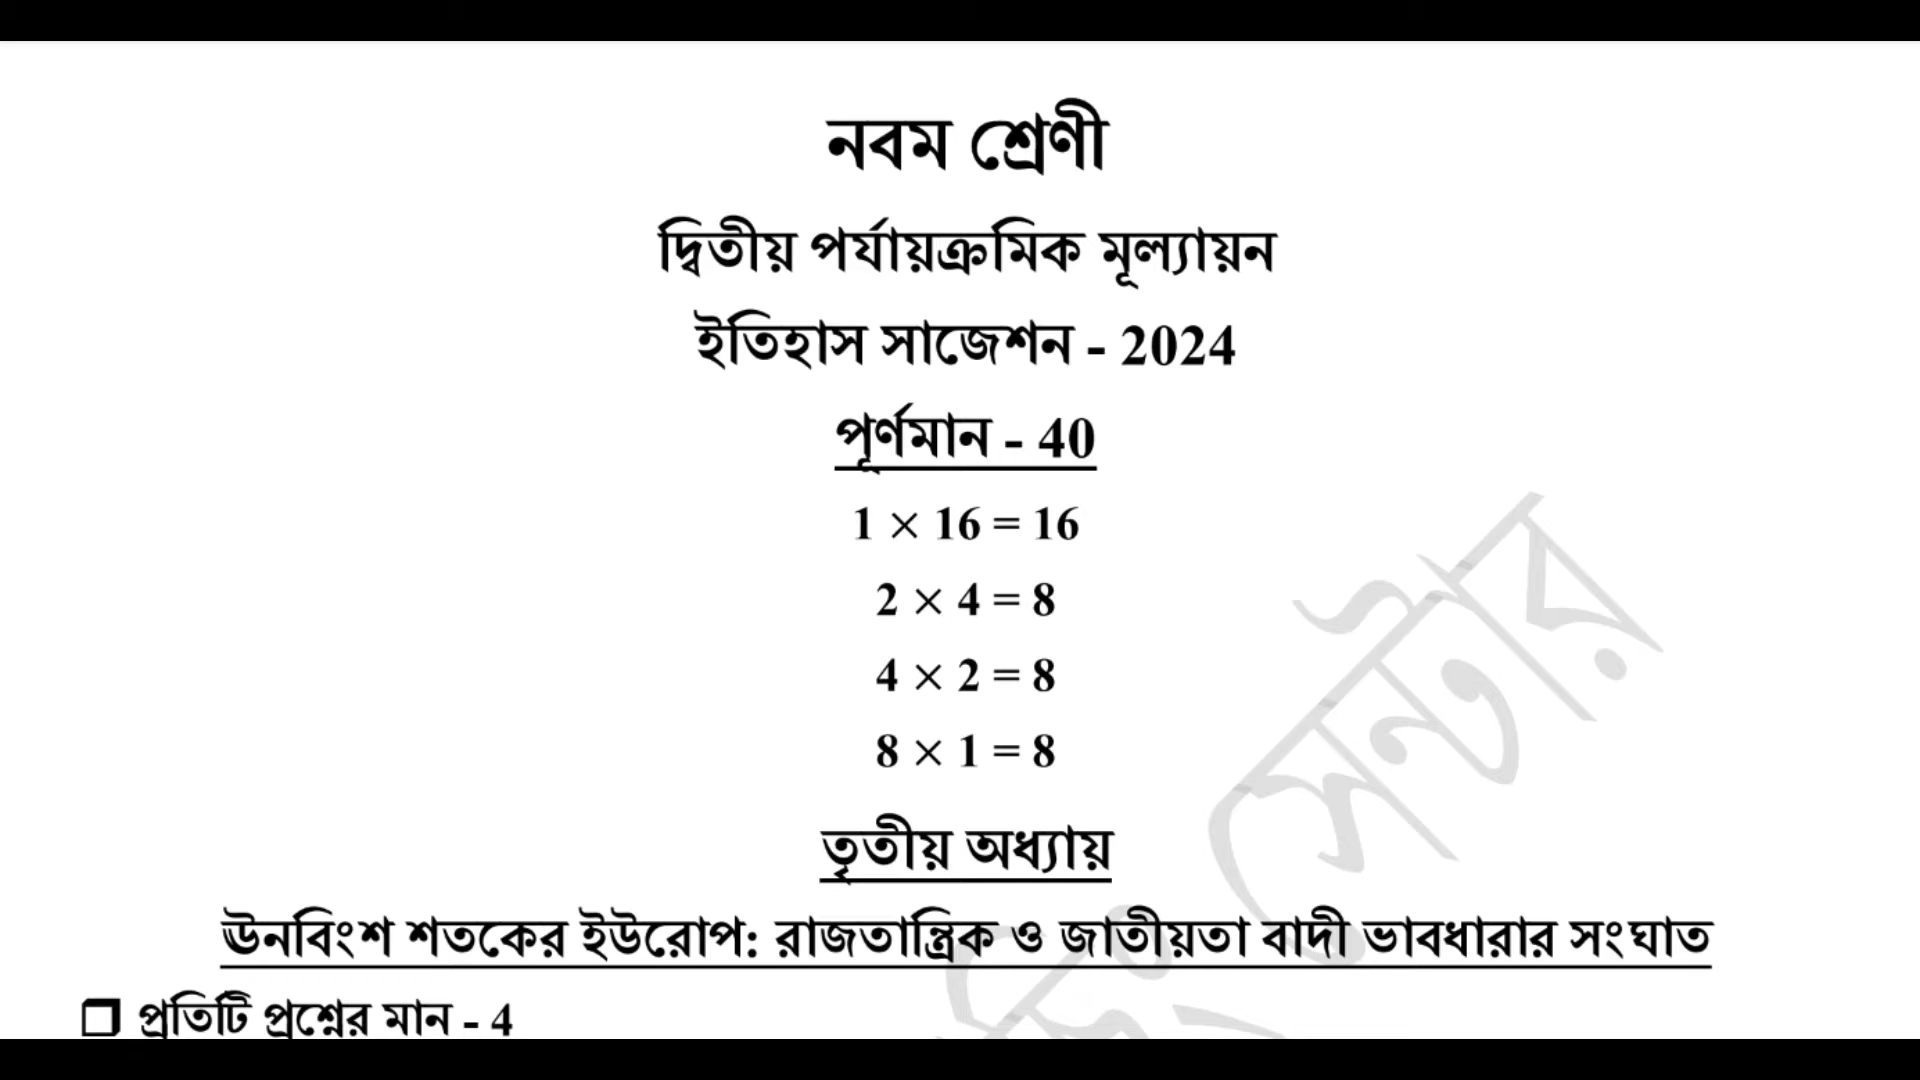 নবম শ্রেণী
দ্বিতীয় পর্যায়ক্রমিক মূল্যায়ন
ইতিহাস সাজেশন - 2024
পূর্ণমান - 40
1 × 16 = 16
2 × 4 = 8
4 × 2 = 8
8 × 1 = 8
তৃতীয় অধ্যায়
ঊনবিংশ শতকের ইউরোপ: রাজতান্ত্রিক ও জাতীয়তা বাদী ভাবধারার সংঘাত
❐ প্রতিটি প্রশ্নের মান - 4
সেন্টার